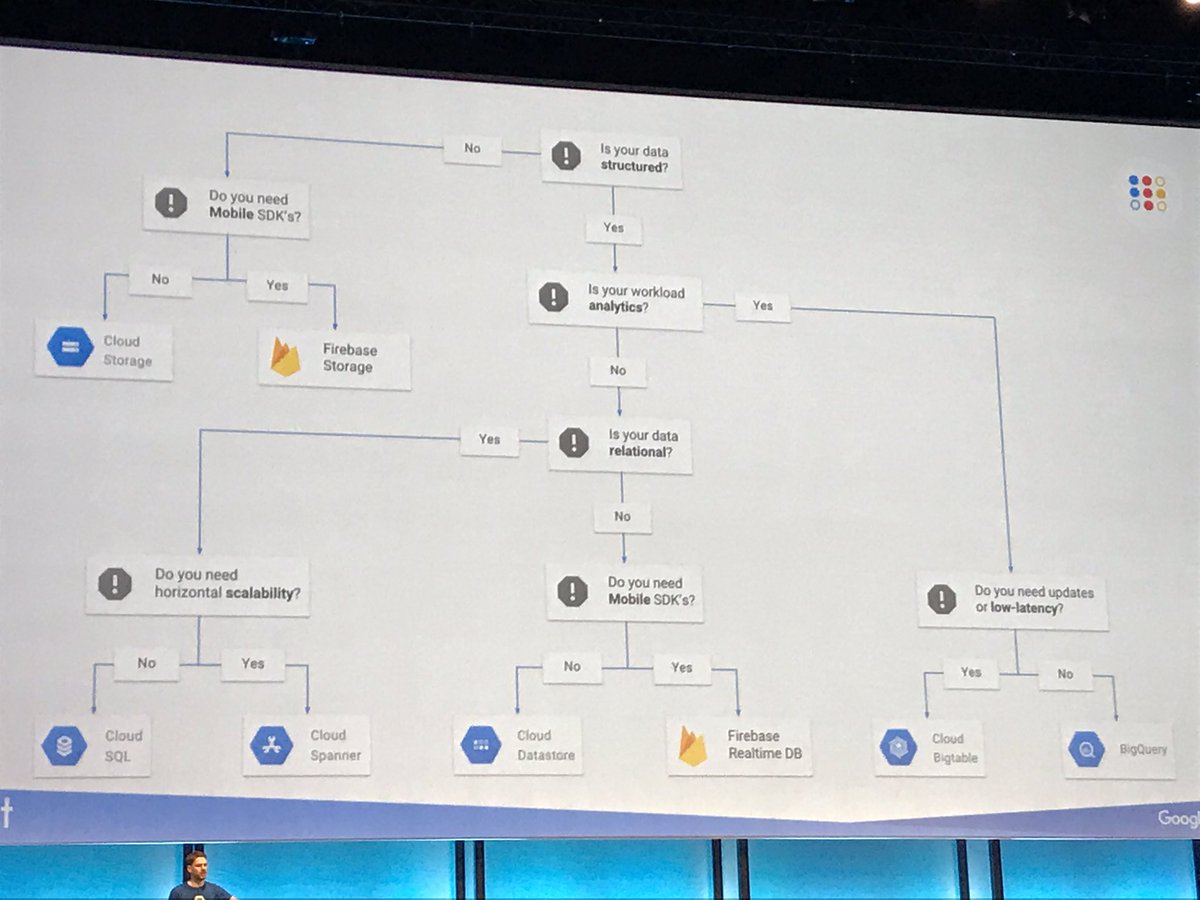 No
Is your data
structured?
Do you need
Mobile SDK's?
Yes
No
Yes
Is your workload
analytics?
Yes
Cloud
Storage
Firebase
Storage
No
Yes
Is your data
relational?
No
Do you need
horizontal scalability?
Do you need
Mobile SDK's?
Do you need updates
or low-latency?
No
Yes
No
Yes
Yes
No
Cloud
SQL
Cloud
Spanner
Cloud
Datastore
Firebase
Realtime DB
Cloud
Bigtable
BigQuery
t
Googl